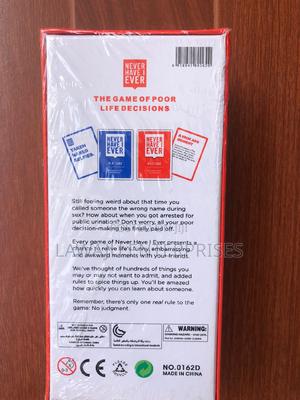 NEVER
HAVE I
EVER
THE GAME OF POOR
LIFE DECISIONS
NEVER
HAVE I
EVER
NEVER
HAVE I
EVER
Still feeling weird about that time you
called someone the wrong name during
sex? How about when you got arrested for
public urination? Don't worry, all your poor
decision-making has finally paid off.
Every game of Never Have I Ever presents a
chance to relive life's funny, embarrassing
and awkward moments with your friends.
We've thought of hundreds of things you
may or may not want to admit, and added
rules to spice things up. You'll be amazed
how quickly you can learn about someone.
Remember, there's only one real rule to the
game: No judgment.
WARNING:
CE
NO.0162D
MADE IN CHINA